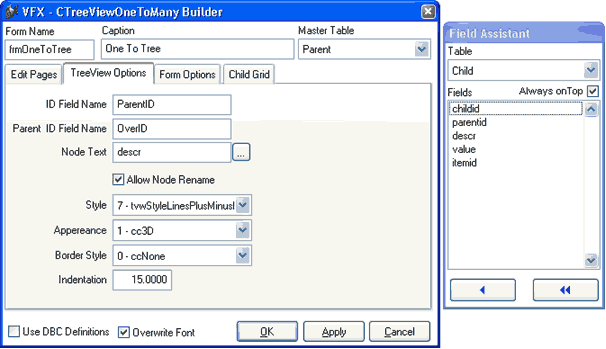 VFX - CTreeViewOneToMany Builder
Form Name Caption Master Table
frmOneToTree One To Tree Parent
Edit Pages TreeView Options Form Options Child Grid
ID Field Name ParentID
Parent ID Field Name OverID
Node Text descr ...
Allow Node Rename
Style 7 - tvwStyleLinesPlusMinus
Appereance 1 - cc3D
Border Style 0 - ccNone
Indentation 15.0000
Use DBC Definitions Overwrite Font OK Apply Cancel
Field Assistant
Table
Child
Fields Always onTop
childid
parentid
descr
value
itemid